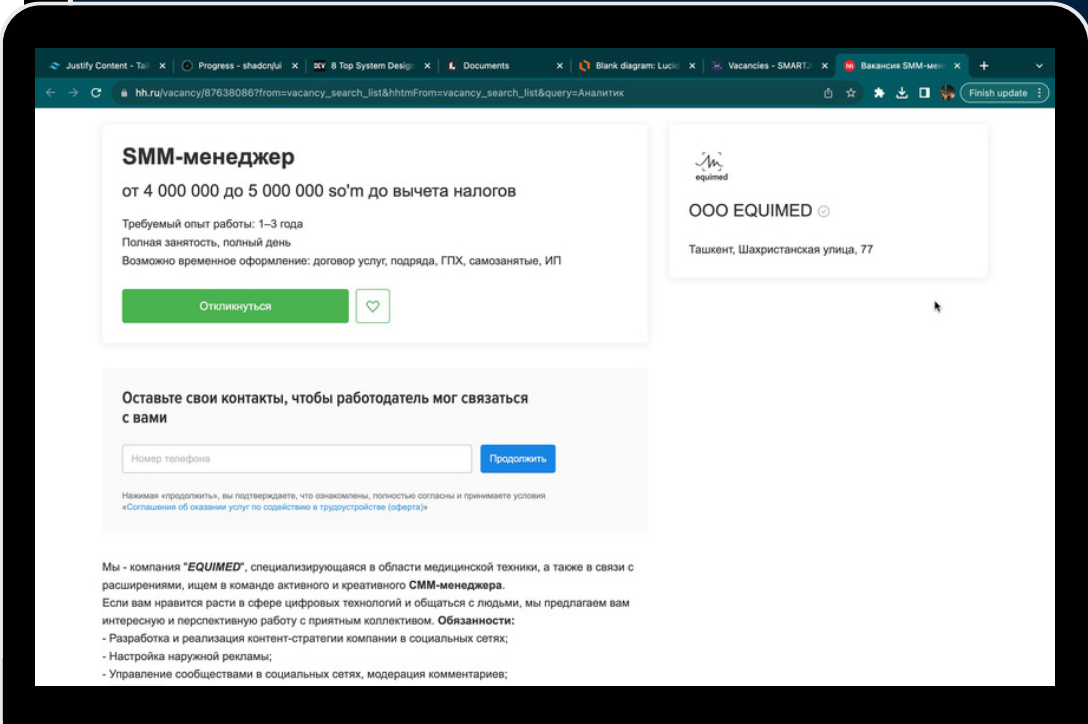 Justify Content - Tail
Progress - shadcn/ui
DEV 8 Top System Design
Documents
Blank diagram: Lucid
Vacancies - SMART.
hh Вакансия SMM-мен
hh.ru/vacancy/87638086?from=vacancy_search_list&hhtmFrom=vacancy_search_list&query=Аналитик
Finish update
SMM-менеджер
от 4 000 000 до 5 000 000 so'm до вычета налогов
Требуемый опыт работы: 1–3 года
Полная занятость, полный день
Возможно временное оформление: договор услуг, подряда, ГПХ, самозанятые, ИП
Откликнуться
equimed
ООО EQUIMED
Ташкент, Шахристанская улица, 77
Оставьте свои контакты, чтобы работодатель мог связаться
с вами
Номер телефона
Продолжить
Нажимая «продолжить», вы подтверждаете, что ознакомлены, полностью согласны и принимаете условия
«Соглашения об оказании услуг по содействию в трудоустройстве (оферта)»
Мы - компания "EQUIMED", специализирующаяся в области медицинской техники, а также в связи с
расширениями, ищем в команде активного и креативного СММ-менеджера.
Если вам нравится расти в сфере цифровых технологий и общаться с людьми, мы предлагаем вам
интересную и перспективную работу с приятным коллективом. Обязанности:
- Разработка и реализация контент-стратегии компании в социальных сетях;
- Настройка наружной рекламы;
- Управление сообществами в социальных сетях, модерация комментариев;